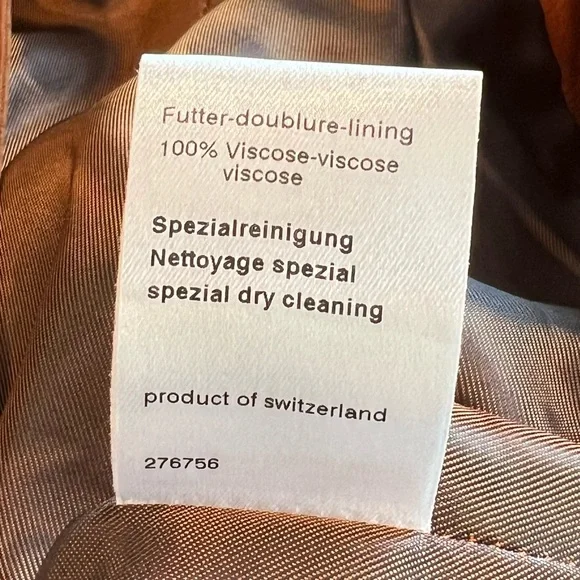 Futter-doublure-lining
100% Viscose-viscose
viscose
Spezialreinigung
Nettoyage spezial
spezial dry cleaning
product of switzerland
276756